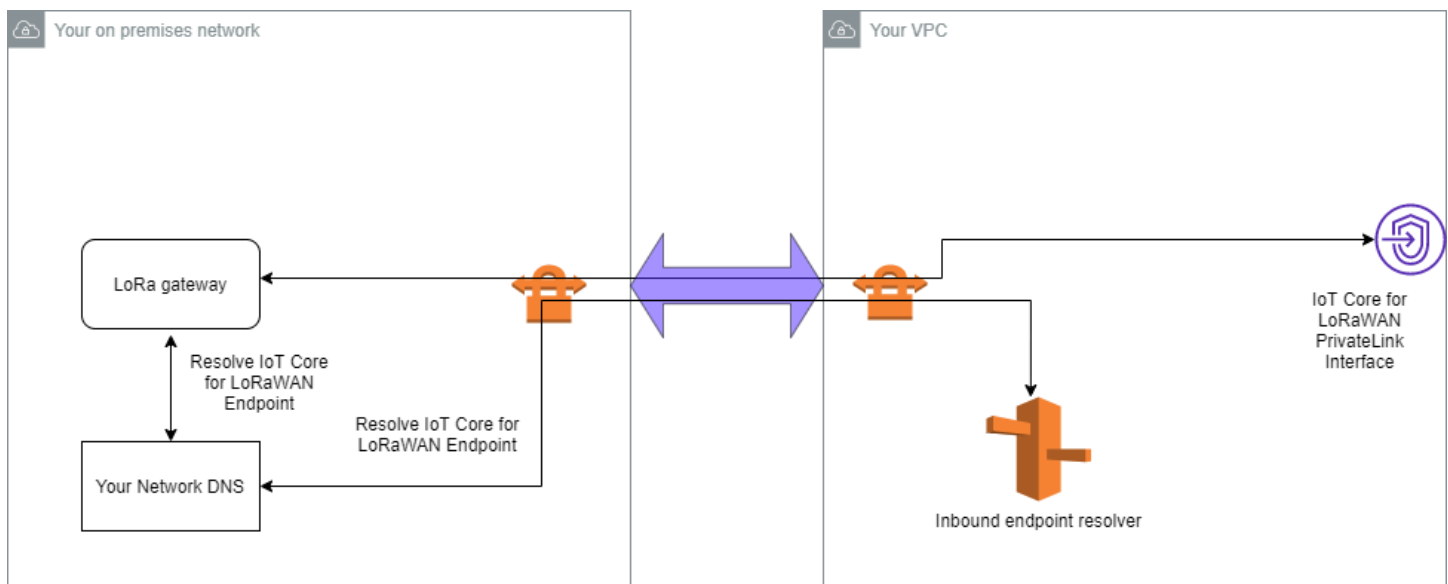 Your on premises network
Your VPC
LoRa gateway
Resolve IoT Core
for LoRaWAN
Endpoint
Resolve IoT Core for
LoRaWAN Endpoint
Your Network DNS
IoT Core for
LoRaWAN
PrivateLink
Interface
Inbound endpoint resolver